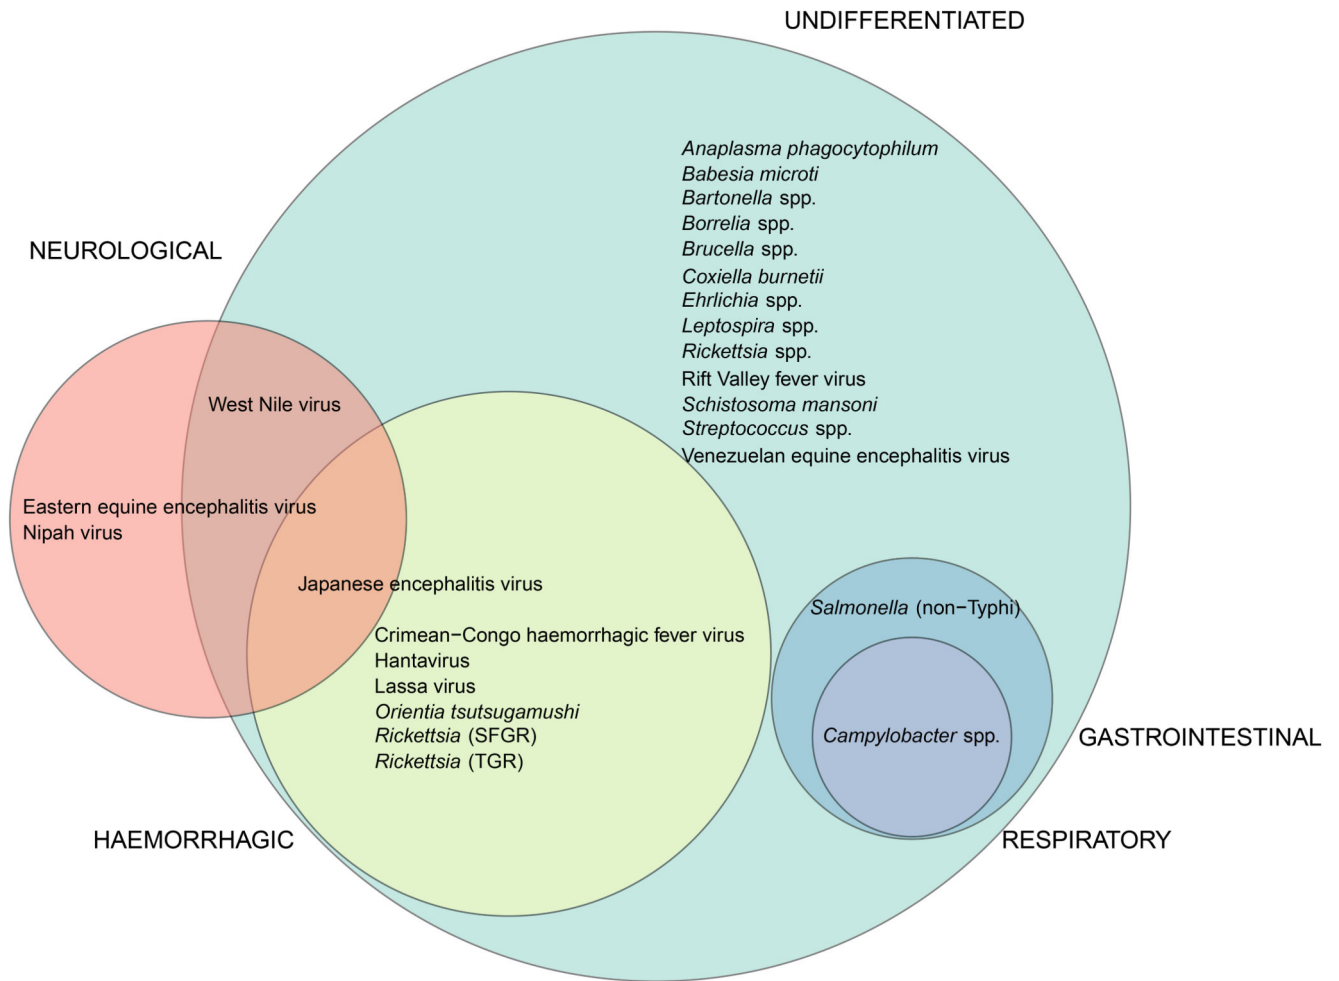 UNDIFFERENTIATED
Anaplasma phagocytophilum
Babesia microti
Bartonella spp.
Borrelia spp.
Brucella spp.
Coxiella burnetii
Ehrlichia spp.
Leptospira spp.
Rickettsia spp.
Rift Valley fever virus
Schistosoma mansoni
Streptococcus spp.
Venezuelan equine encephalitis virus
NEUROLOGICAL
West Nile virus
Eastern equine encephalitis virus
Nipah virus
Japanese encephalitis virus
Crimean−Congo haemorrhagic fever virus
Hantavirus
Lassa virus
Orientia tsutsugamushi
Rickettsia (SFGR)
Rickettsia (TGR)
HAEMORRHAGIC
Salmonella (non−Typhi)
Campylobacter spp.
GASTROINTESTINAL
RESPIRATORY